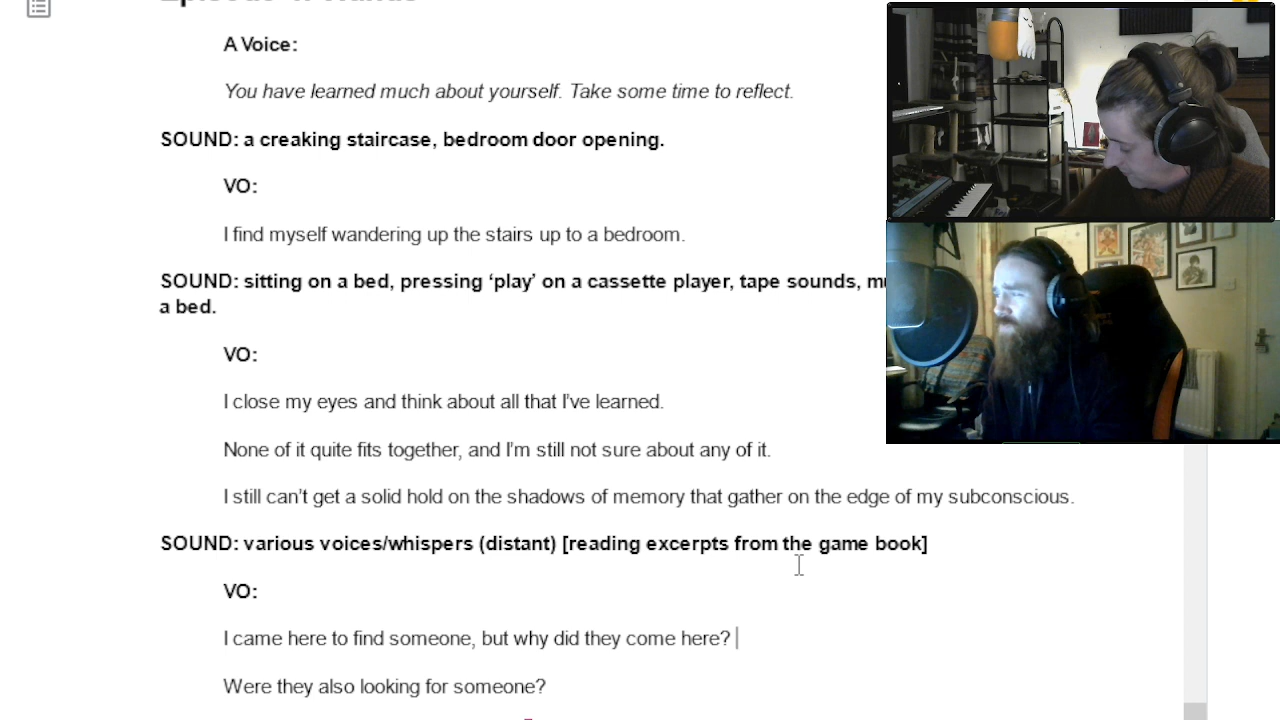 A Voice:
You have learned much about yourself. Take some time to reflect.
SOUND: a creaking staircase, bedroom door opening.
VO:
I find myself wandering up the stairs up to a bedroom.
SOUND: sitting on a bed, pressing ‘play’ on a cassette player, tape sounds,
a bed.
VO:
I close my eyes and think about all that I’ve learned.
None of it quite fits together, and I’m still not sure about any of it.
I still can’t get a solid hold on the shadows of memory that gather on the edge of my subconscious.
SOUND: various voices/whispers (distant) [reading excerpts from the game book]
VO:
I came here to find someone, but why did they come here?
Were they also looking for someone?